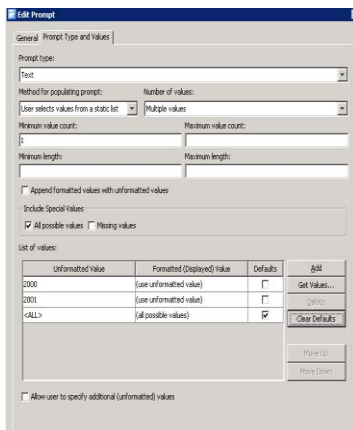 Edit Prompt
General Prompt Type and Values
Prompt type:
Text
Method for populating prompt: Number of values:
User selects values from a static list Multiple values
Minimum value count: Maximum value count:
1
Minimum length: Maximum length:
Append formatted values with unformatted values
Include Special Values
All possible values Missing values
List of values:
Unformatted Value Formatted (Displayed) Value Defaults Add
2000 (use unformatted value) Get Values...
2001 (use unformatted value) Delete
<ALL> (all possible values) Clear Defaults
Move Up
Move Down
Allow user to specify additional (unformatted) values